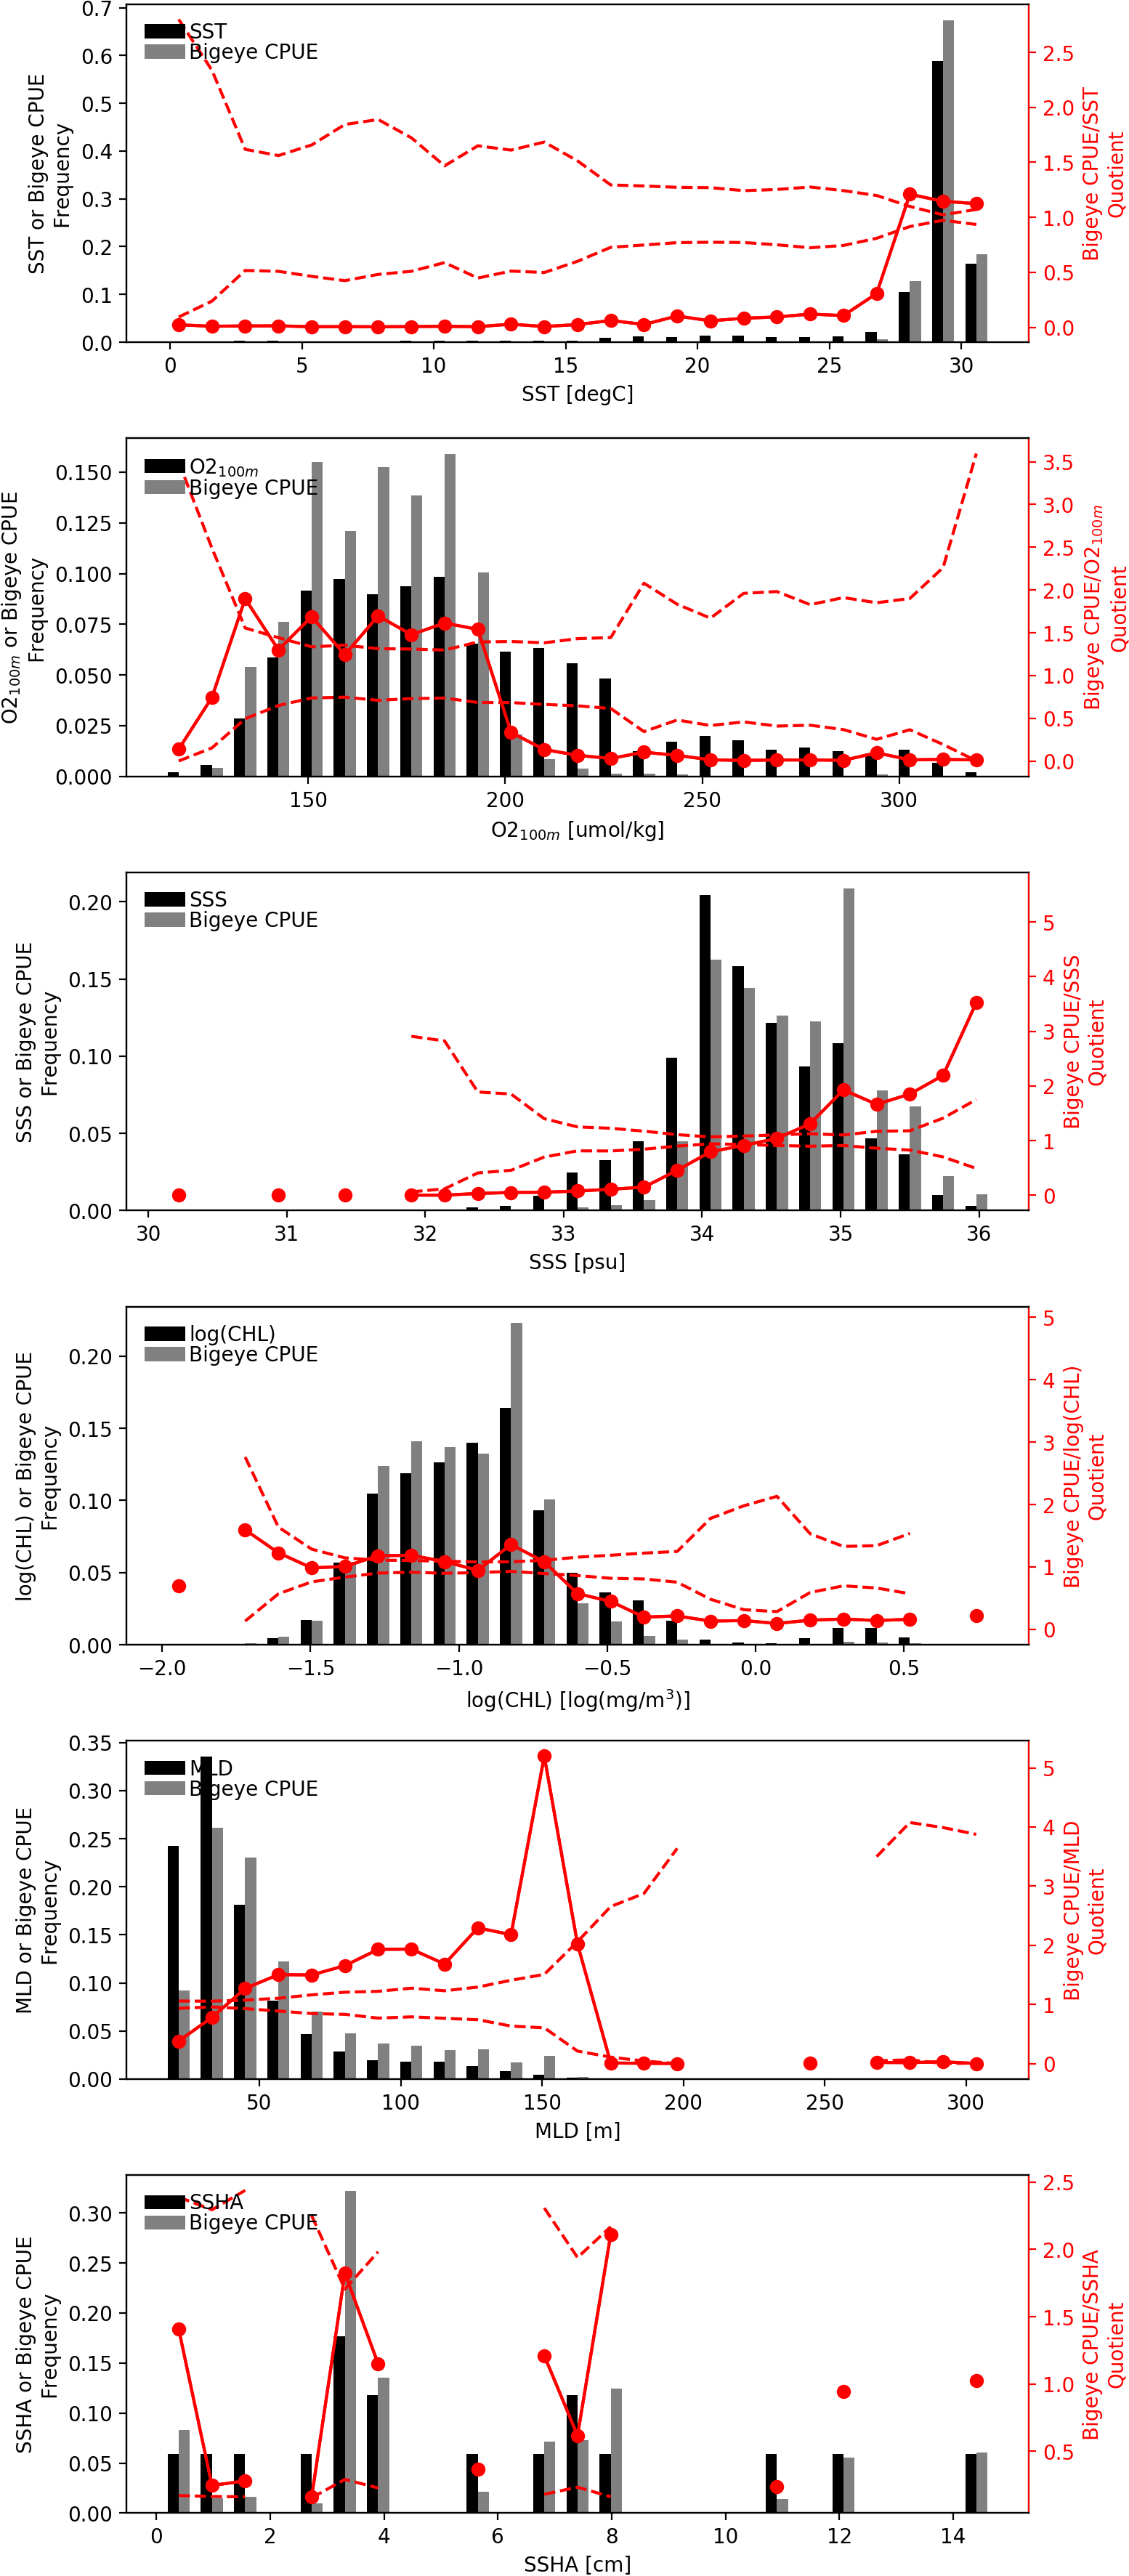 SST
Bigeye CPUE
0.7
0.6
0.5
0.4
0.3
0.2
0.1
0.0
SST or Bigeye CPUE
Frequency
2.5
2.0
1.5
1.0
0.5
0.0
Bigeye CPUE/SST
Quotient
0 5 10 15 20 25 30
SST [degC]
O2100m
Bigeye CPUE
0.150
0.125
0.100
0.075
0.050
0.025
0.000
O2100m or Bigeye CPUE
Frequency
3.5
3.0
2.5
2.0
1.5
1.0
0.5
0.0
Bigeye CPUE/O2100m
Quotient
150 200 250 300
O2100m [umol/kg]
SSS
Bigeye CPUE
0.20
0.15
0.10
0.05
0.00
SSS or Bigeye CPUE
Frequency
5
4
3
2
1
0
Bigeye CPUE/SSS
Quotient
30 31 32 33 34 35 36
SSS [psu]
log(CHL)
Bigeye CPUE
0.20
0.15
0.10
0.05
0.00
log(CHL) or Bigeye CPUE
Frequency
5
4
3
2
1
0
Bigeye CPUE/log(CHL)
Quotient
−2.0 −1.5 −1.0 −0.5 0.0 0.5
log(CHL) [log(mg/m³)]
MLD
Bigeye CPUE
0.35
0.30
0.25
0.20
0.15
0.10
0.05
0.00
MLD or Bigeye CPUE
Frequency
5
4
3
2
1
0
Bigeye CPUE/MLD
Quotient
50 100 150 200 250 300
MLD [m]
SSHA
Bigeye CPUE
0.30
0.25
0.20
0.15
0.10
0.05
0.00
SSHA or Bigeye CPUE
Frequency
2.5
2.0
1.5
1.0
0.5
Bigeye CPUE/SSHA
Quotient
0 2 4 6 8 10 12 14
SSHA [cm]